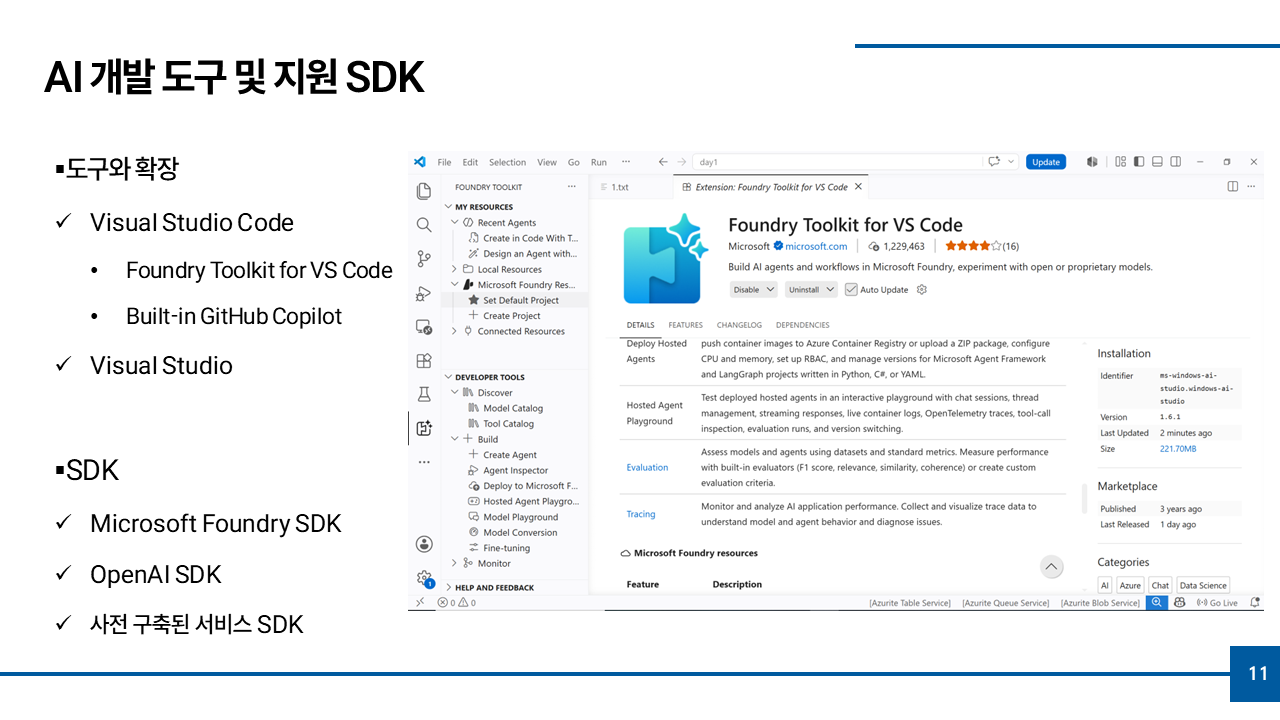 AI 개발 도구 및 지원 SDK
▪도구와 확장
✓ Visual Studio Code
• Foundry Toolkit for VS Code
• Built-in GitHub Copilot
✓ Visual Studio
▪SDK
✓ Microsoft Foundry SDK
✓ OpenAI SDK
✓ 사전 구축된 서비스 SDK
File Edit Selection View Go Run ···
day1
Update
FOUNDRY TOOLKIT ···
MY RESOURCES
Recent Agents
Create in Code With T...
Design an Agent with...
Local Resources
Microsoft Foundry Res...
Set Default Project
Create Project
Connected Resources
DEVELOPER TOOLS
Discover
Model Catalog
Tool Catalog
Build
Create Agent
Agent Inspector
Deploy to Microsoft F...
Hosted Agent Playgro...
Model Playground
Model Conversion
Fine-tuning
Monitor
HELP AND FEEDBACK
1.txt
Extension: Foundry Toolkit for VS Code
Foundry Toolkit for VS Code
Microsoft microsoft.com 1,229,463 (16)
Build AI agents and workflows in Microsoft Foundry, experiment with open or proprietary models.
Disable Uninstall Auto Update
DETAILS FEATURES CHANGELOG DEPENDENCIES
Deploy Hosted Agents
push container images to Azure Container Registry or upload a ZIP package, configure
CPU and memory, set up RBAC, and manage versions for Microsoft Agent Framework
and LangGraph projects written in Python, C#, or YAML.
Hosted Agent Playground
Test deployed hosted agents in an interactive playground with chat sessions, thread
management, streaming responses, live container logs, OpenTelemetry traces, tool-call
inspection, evaluation runs, and version switching.
Evaluation
Assess models and agents using datasets and standard metrics. Measure performance
with built-in evaluators (F1 score, relevance, similarity, coherence) or create custom
evaluation criteria.
Tracing
Monitor and analyze AI application performance. Collect and visualize trace data to
understand model and agent behavior and diagnose issues.
Microsoft Foundry resources
Feature Description
Installation
Identifier ms-windows-ai-
studio.windows-ai-
studio
Version 1.6.1
Last Updated 2 minutes ago
Size 221.70MB
Marketplace
Published 3 years ago
Last Released 1 day ago
Categories
AI Azure Chat Data Science
1
0 0
[Azurite Table Service] [Azurite Queue Service] [Azurite Blob Service] Go Live
11